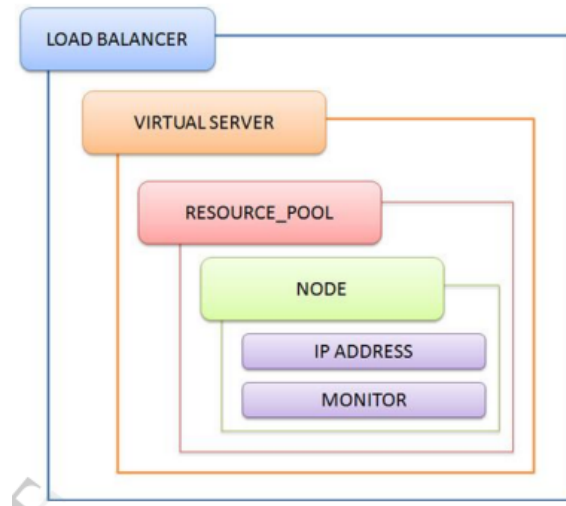 LOAD BALANCER
VIRTUAL SERVER
RESOURCE_POOL
NODE
IP ADDRESS
MONITOR